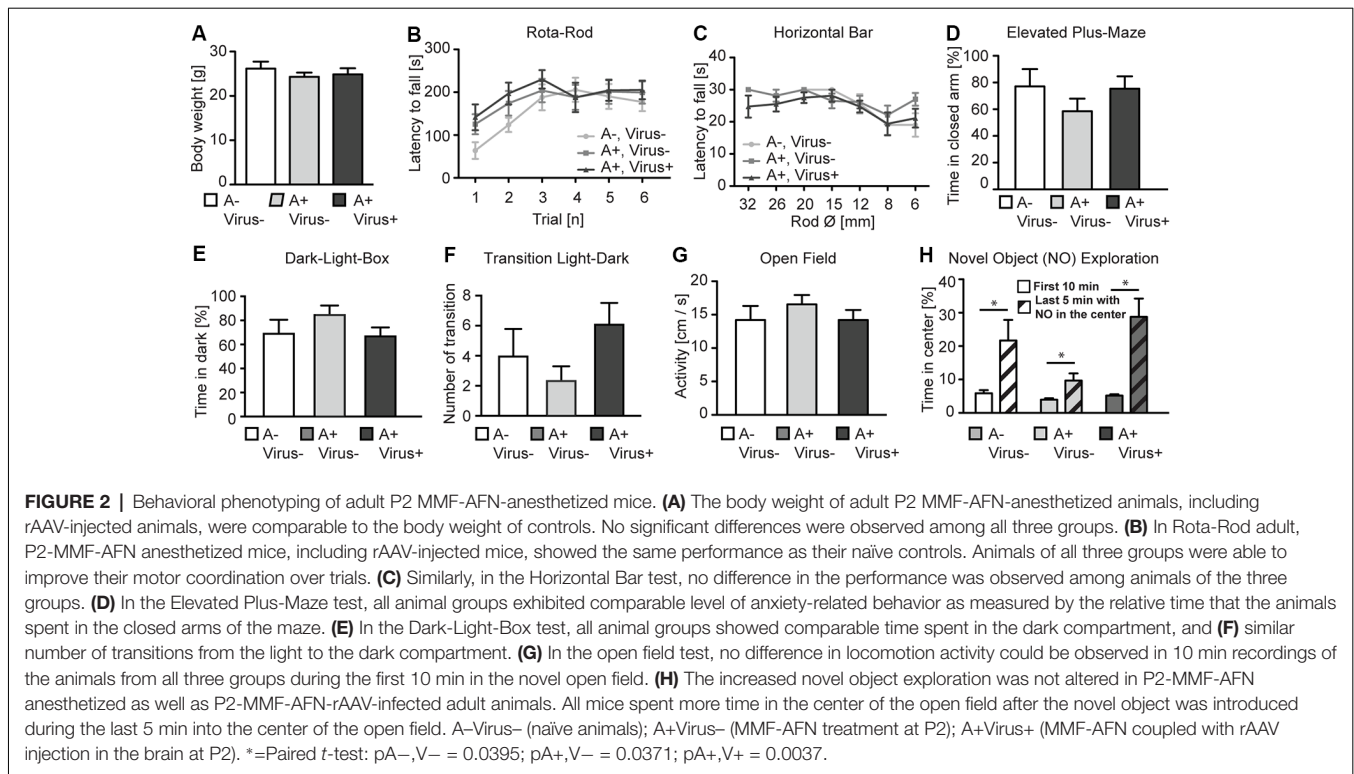 A
Body weight [g]
30
20
10
0
A-
Virus-
A+
Virus-
A+
Virus+
B
Rota-Rod
Latency to fall [s]
300
200
100
0
A-, Virus-
A+, Virus-
A+, Virus+
1 2 3 4 5 6
Trial [n]
C
Horizontal Bar
Latency to fall [s]
40
30
20
10
0
A-, Virus-
A+, Virus-
A+, Virus+
32 26 20 15 12 8 6
Rod Ø [mm]
D
Elevated Plus-Maze
Time in closed arm [%]
100
80
60
40
20
0
A-
Virus-
A+
Virus-
A+
Virus+
E
Dark-Light-Box
Time in dark [%]
100
80
60
40
20
0
A-
Virus-
A+
Virus-
A+
Virus+
F
Transition Light-Dark
Number of transition
8
6
4
2
0
A-
Virus-
A+
Virus-
A+
Virus+
G
Open Field
Activity [cm / s]
20
15
10
5
0
A-
Virus-
A+
Virus-
A+
Virus+
H
Novel Object (NO) Exploration
Time in center [%]
40
30
20
10
0
First 10 min
Last 5 min with
NO in the center
* * *
A-
Virus-
A+
Virus-
A+
Virus+
FIGURE 2 | Behavioral phenotyping of adult P2 MMF-AFN-anesthetized mice. (A) The body weight of adult P2 MMF-AFN-anesthetized animals, including
rAAV-injected animals, were comparable to the body weight of controls. No significant differences were observed among all three groups. (B) In Rota-Rod adult,
P2-MMF-AFN anesthetized mice, including rAAV-injected mice, showed the same performance as their naïve controls. Animals of all three groups were able to
improve their motor coordination over trials. (C) Similarly, in the Horizontal Bar test, no difference in the performance was observed among animals of the three
groups. (D) In the Elevated Plus-Maze test, all animal groups exhibited comparable level of anxiety-related behavior as measured by the relative time that the animals
spent in the closed arms of the maze. (E) In the Dark-Light-Box test, all animal groups showed comparable time spent in the dark compartment, and (F) similar
number of transitions from the light to the dark compartment. (G) In the open field test, no difference in locomotion activity could be observed in 10 min recordings of
the animals from all three groups during the first 10 min in the novel open field. (H) The increased novel object exploration was not altered in P2-MMF-AFN
anesthetized as well as P2-MMF-AFN-rAAV-infected adult animals. All mice spent more time in the center of the open field after the novel object was introduced
during the last 5 min into the center of the open field. A–Virus– (naïve animals); A+Virus– (MMF-AFN treatment at P2); A+Virus+ (MMF-AFN coupled with rAAV
injection in the brain at P2). *=Paired t-test: pA−,V− = 0.0395; pA+,V− = 0.0371; pA+,V+ = 0.0037.